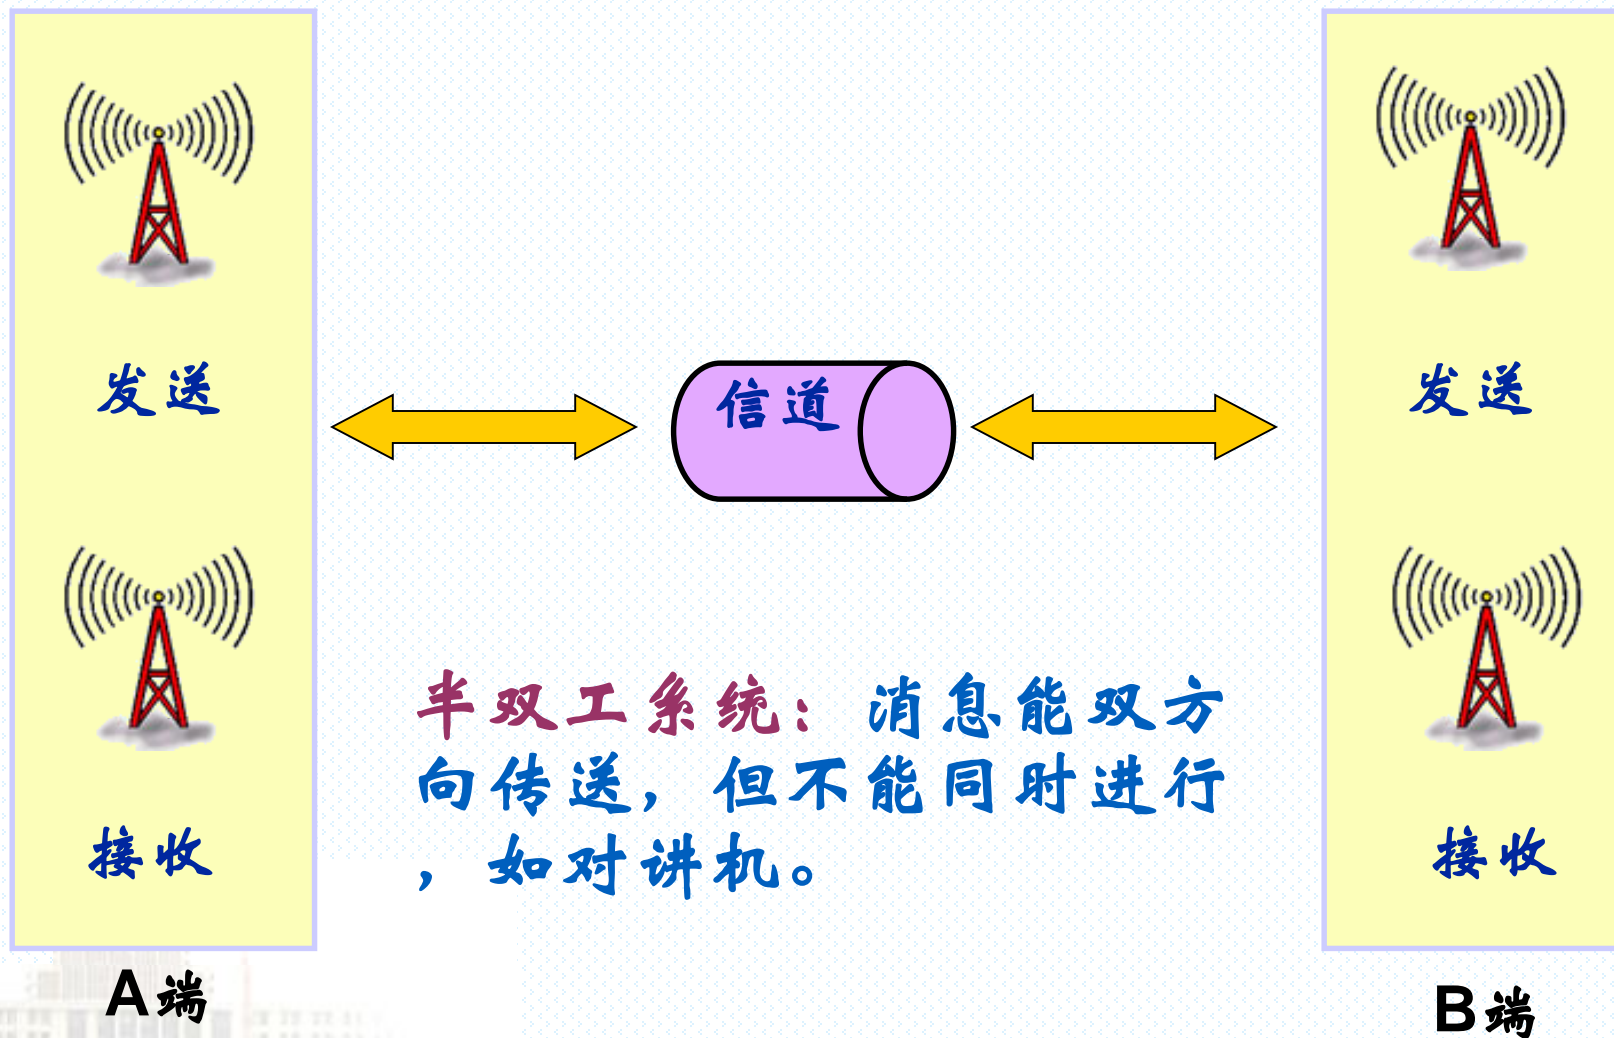 发送
信道
发送
半双工系统：消息能双方
向传送，但不能同时进行
，如对讲机。
接收
接收
A端
B端